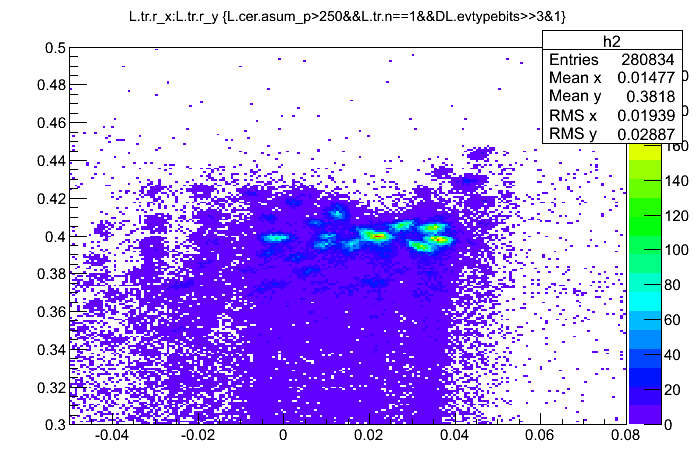 L.tr.r_x:L.tr.r_y {L.cer.asum_p>250&&L.tr.n==1&&DL.evtypebits>>3&1}
h2
Entries 280834
Mean x 0.01477
Mean y 0.3818
RMS x 0.01939
RMS y 0.02887
0.5
0.48
0.46
0.44
0.42
0.4
0.38
0.36
0.34
0.32
0.3
-0.04 -0.02 0 0.02 0.04 0.06 0.08
160
140
120
100
80
60
40
20
0